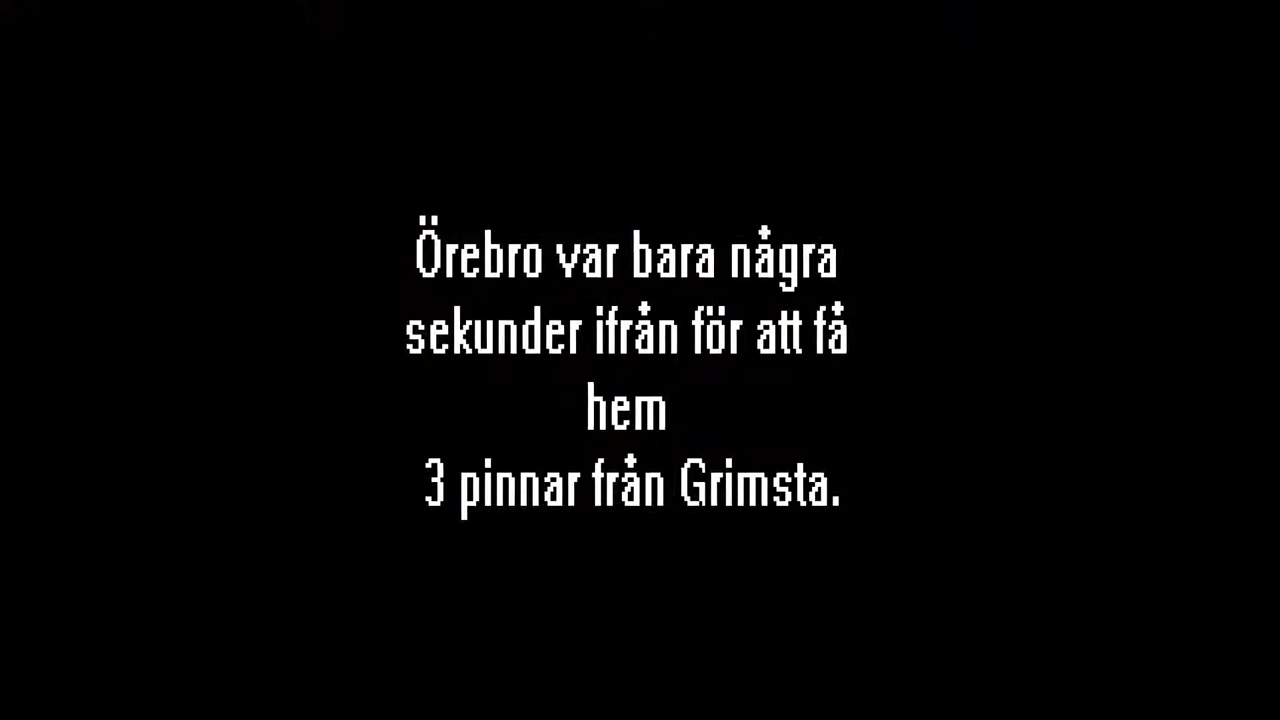 Örebro var bara några
sekunder ifrån för att få
hem
3 pinnar från Grimsta.